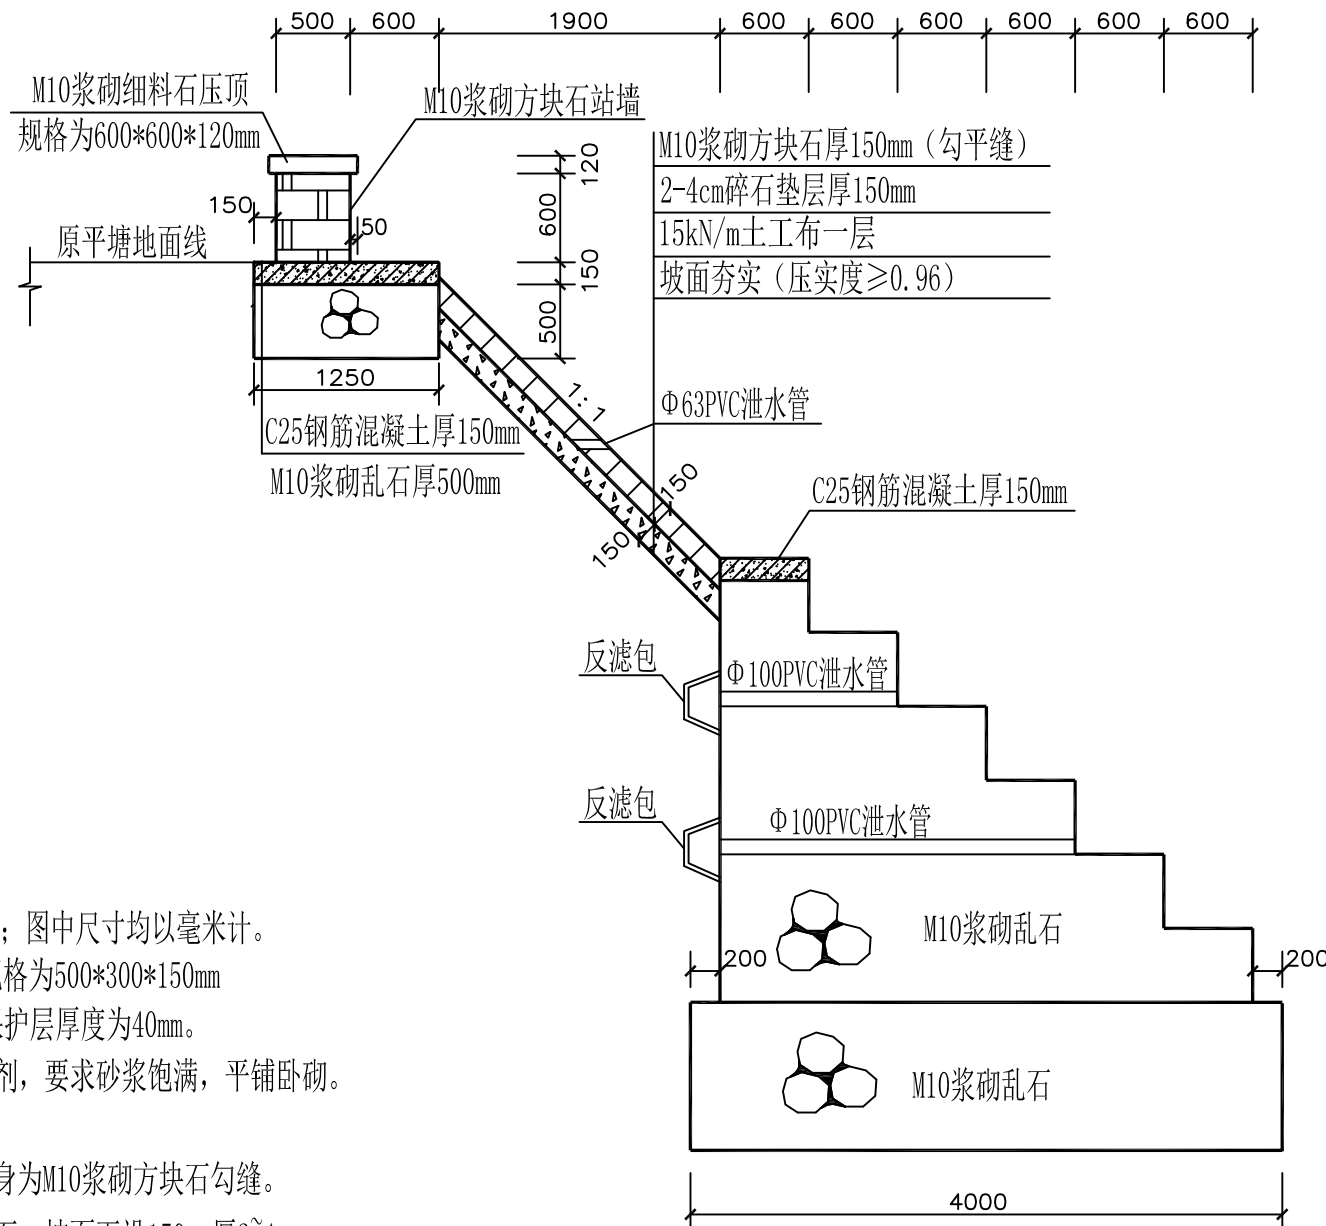 500 600 1900 600 600 600 600 600 600
M10浆砌细料石压顶
规格为600*600*120mm
M10浆砌方块石站墙
M10浆砌方块石厚150mm（勾平缝）
2-4cm碎石垫层厚150mm
15kN/m土工布一层
坡面夯实（压实度≥0.96）
120
600
150
500
150
50
原平塘地面线
1250
C25钢筋混凝土厚150mm
M10浆砌乱石厚500mm
1:1
Φ63PVC泄水管
150
150
C25钢筋混凝土厚150mm
反滤包
Φ100PVC泄水管
反滤包
Φ100PVC泄水管
M10浆砌乱石
200
200
M10浆砌乱石
4000
；图中尺寸均以毫米计。
格为500*300*150mm
护层厚度为40mm。
剂，要求砂浆饱满，平铺卧砌。
身为M10浆砌方块石勾缝。